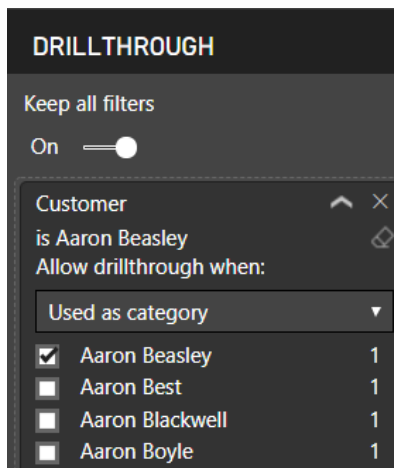 DRILLTHROUGH
Keep all filters
On
Customer
is Aaron Beasley
Allow drillthrough when:
Used as category
Aaron Beasley 1
Aaron Best 1
Aaron Blackwell 1
Aaron Boyle 1